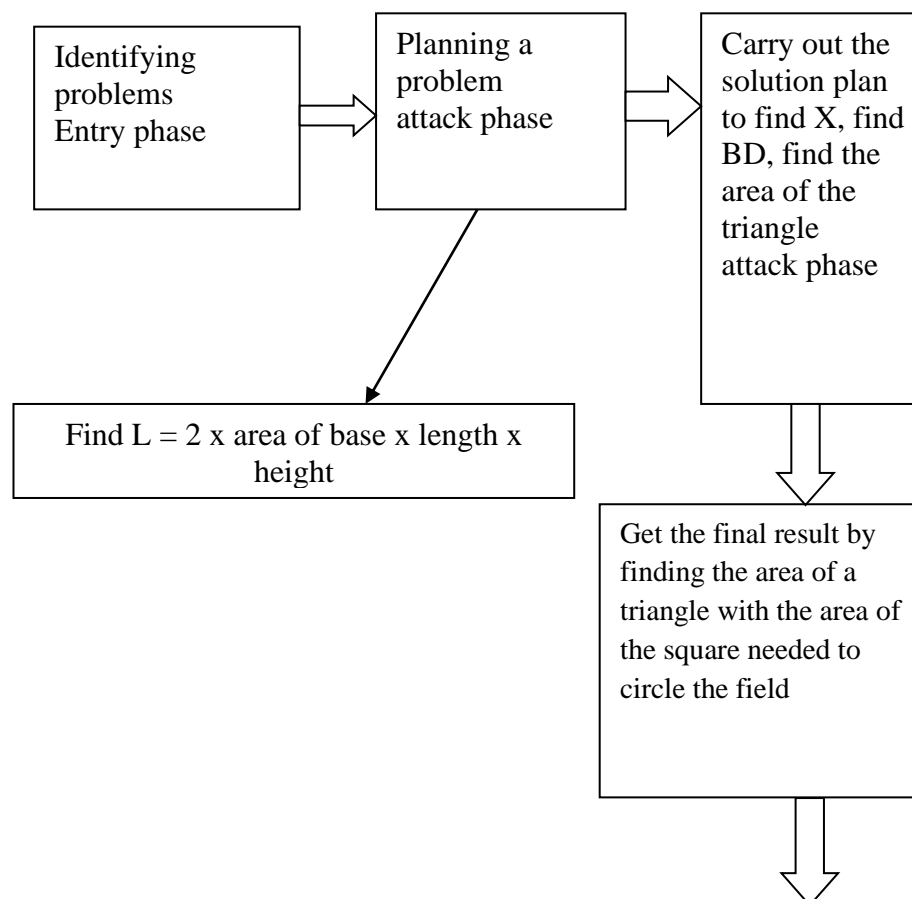 Identifying
problems
Entry phase
Planning a
problem
attack phase
Carry out the
solution plan
to find X, find
BD, find the
area of the
triangle
attack phase
Find L = 2 x area of base x length x
height
Get the final result by
finding the area of a
triangle with the area of
the square needed to
circle the field